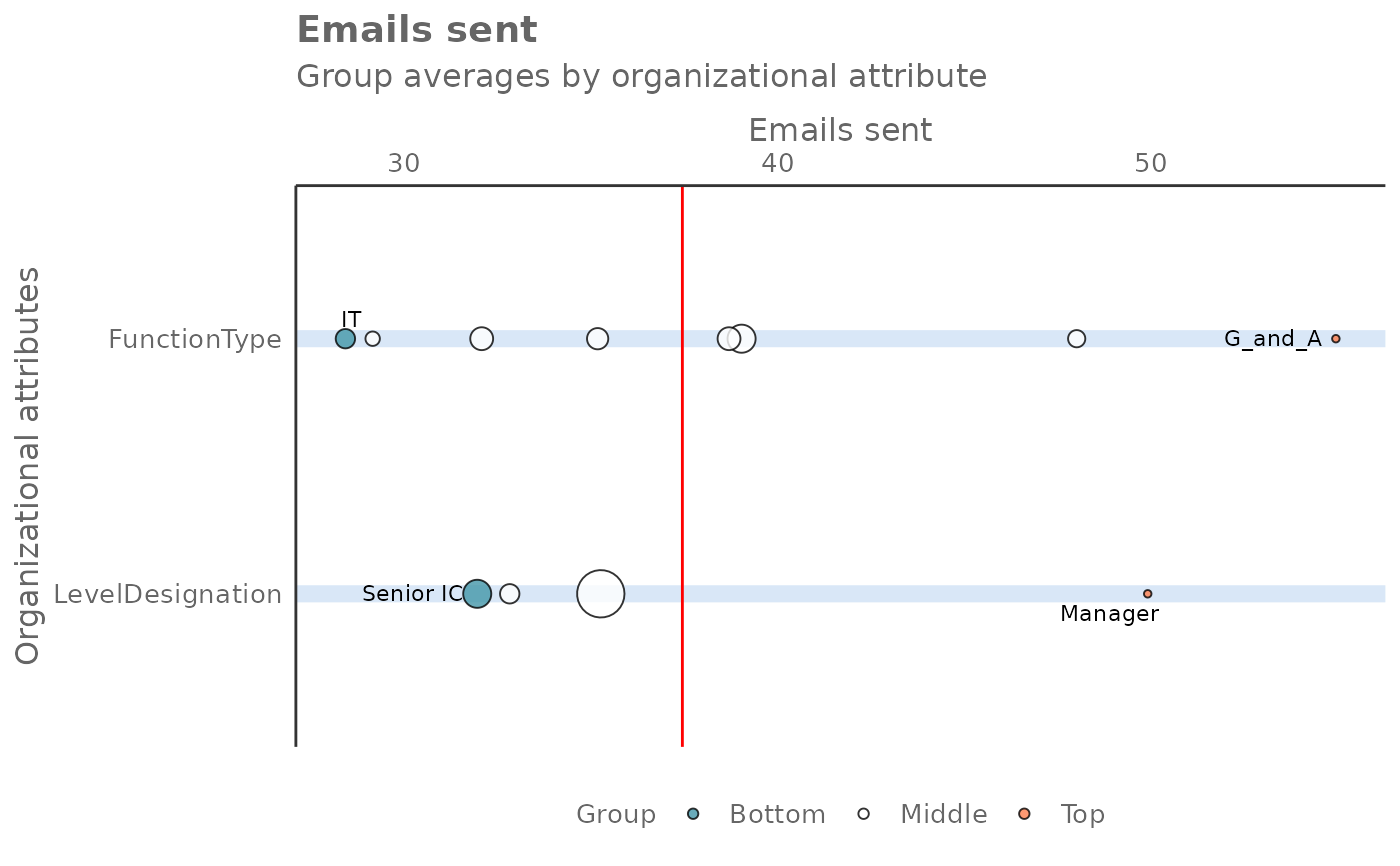 Emails sent
Group averages by organizational attribute
Emails sent
30 40 50
Organizational attributes
FunctionType
IT
G_and_A
LevelDesignation
Senior IC
Manager
Group Bottom Middle Top